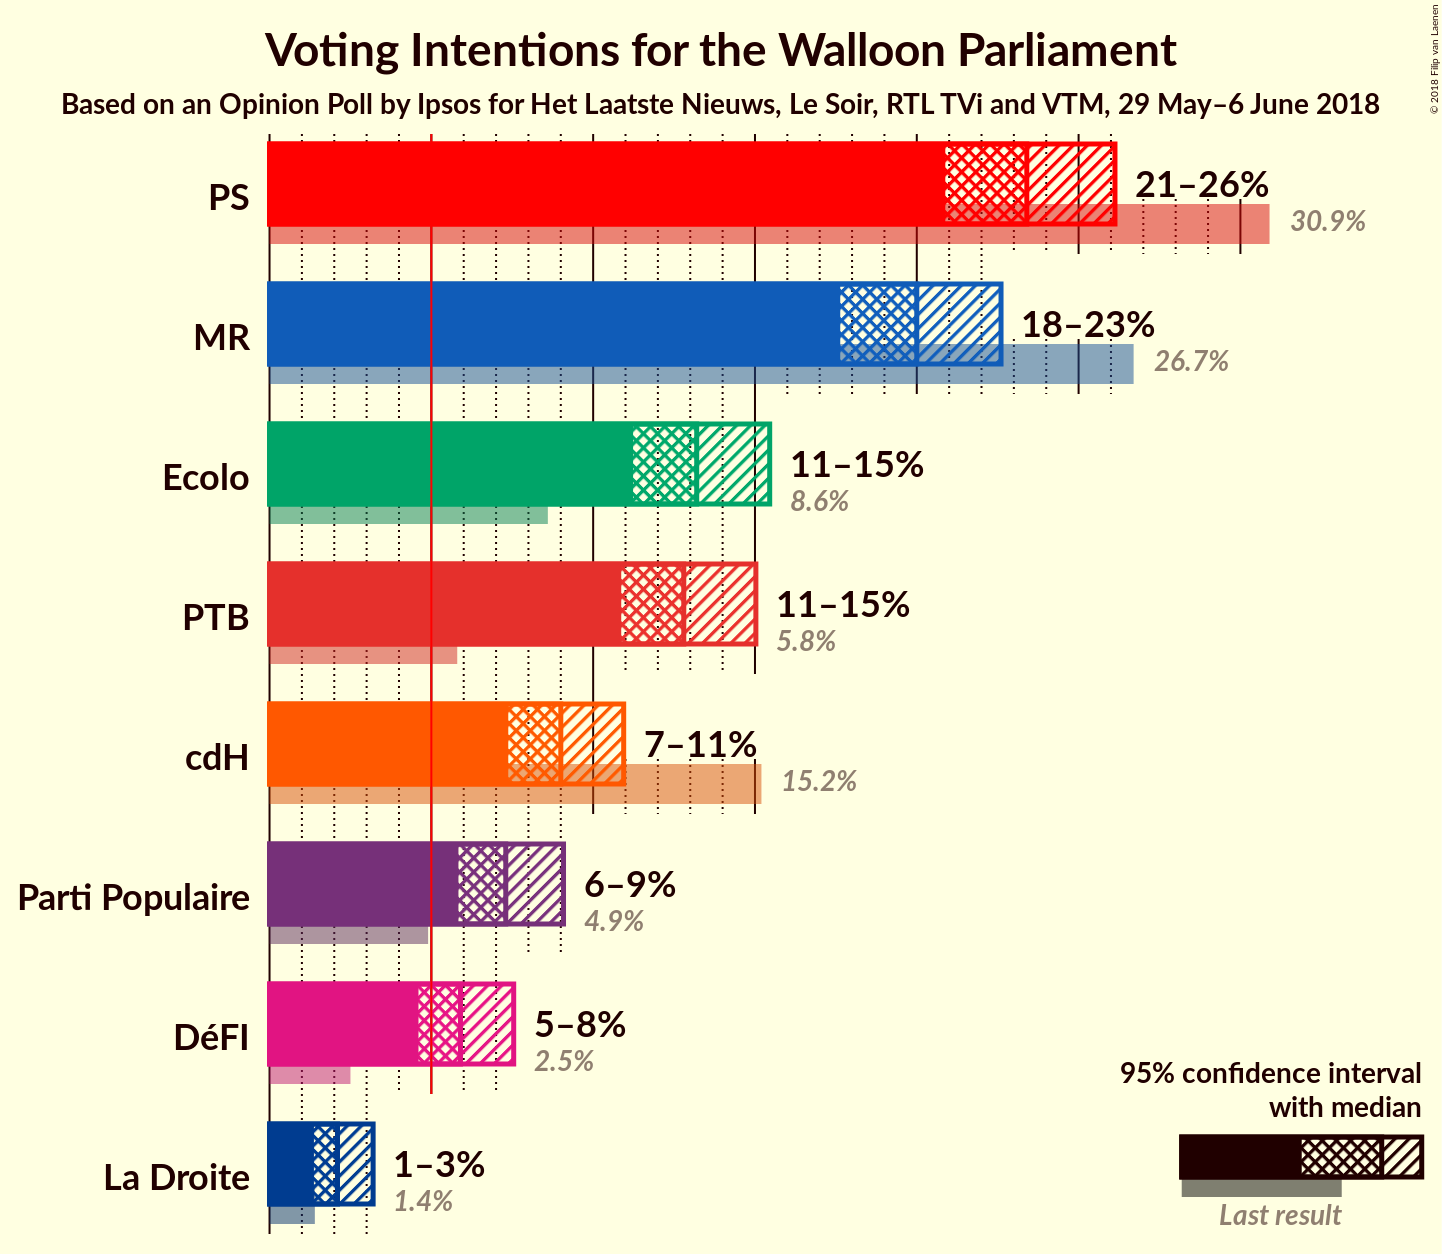 Voting Intentions for the Walloon Parliament
Based on an Opinion Poll by Ipsos for Het Laatste Nieuws, Le Soir, RTL TVi and VTM, 29 May–6 June 2018
© 2018 Filip van Laenen
PS
21–26%
30.9%
MR
18–23%
26.7%
Ecolo
11–15%
8.6%
PTB
11–15%
5.8%
cdH
7–11%
15.2%
Parti Populaire
6–9%
4.9%
DéFI
5–8%
2.5%
La Droite
1–3%
1.4%
95% confidence interval
with median
Last result